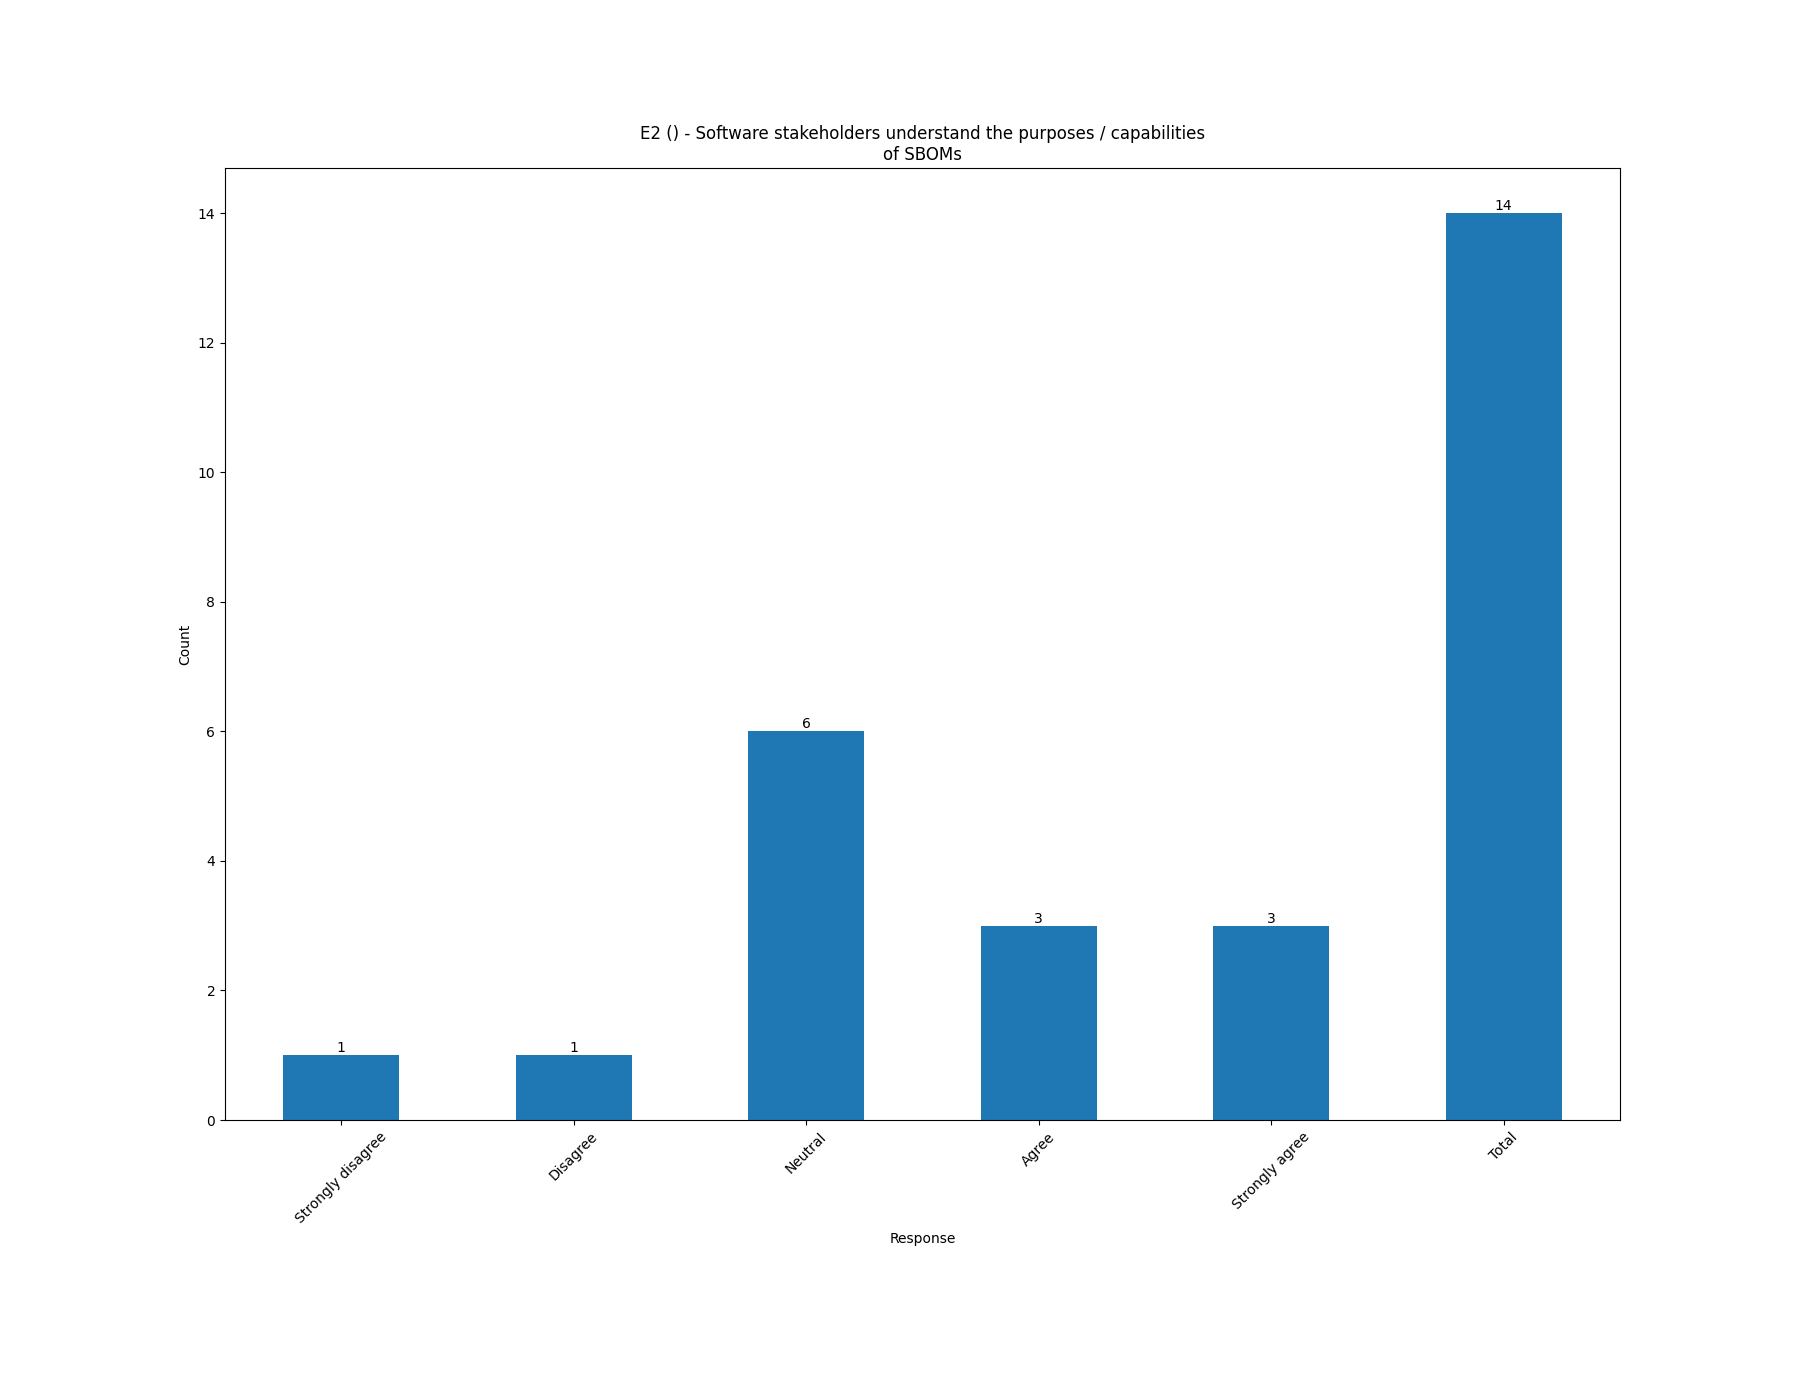 E2 () - Software stakeholders understand the purposes / capabilities
of SBOMs
14
12
10
8
6
4
2
0
Count
1
1
6
3
3
14
Strongly disagree
Disagree
Neutral
Agree
Strongly agree
Total
Response